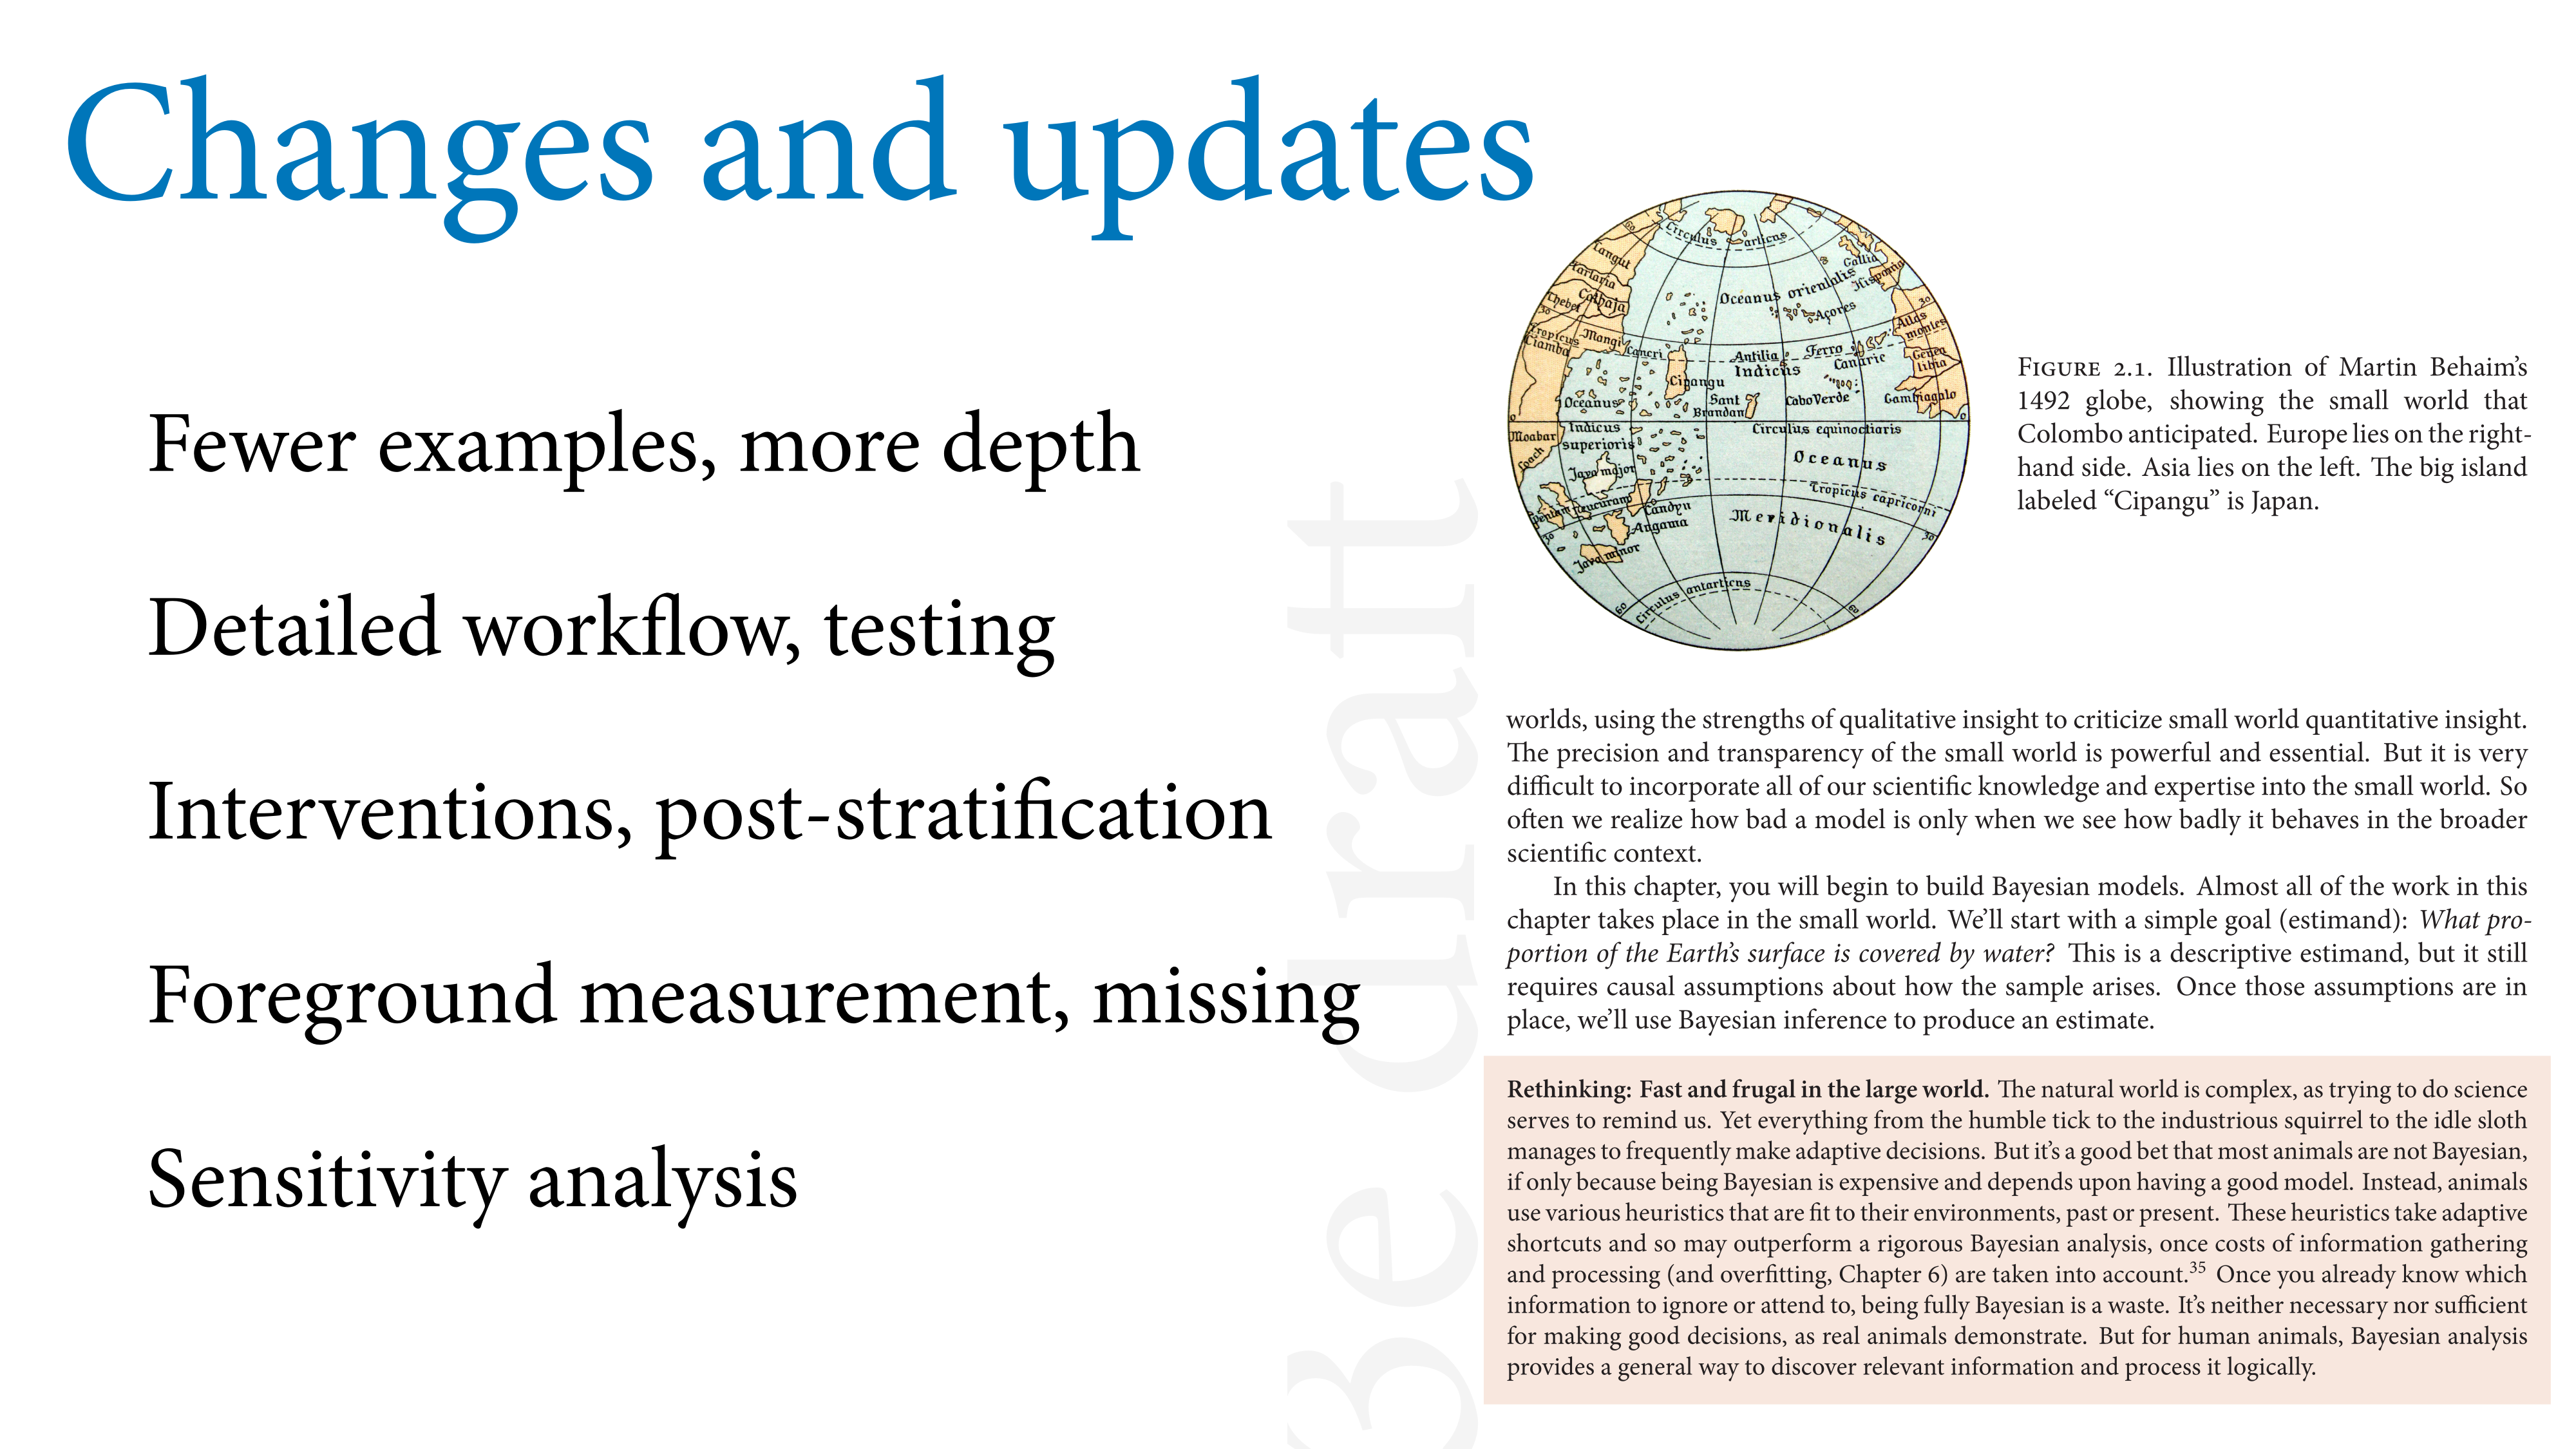 Changes and updates
Fewer examples, more depth
Detailed workflow, testing
Interventions, post-stratification
Foreground measurement, missing
Sensitivity analysis
3e draft
Circulus articus
Tangut
Tartaria
Thebet Cathaja
Tropicus
Ciamba
Mangi
Cancri
Gallia
Hispania
Oceanus orientalis
Açores
Atlas montes
Antilia
Ferro
Canarie
Genea libia
Indicus
Cipangu
Oceanus
Sant Brandan
Cabo Verde
Gambiagalo
Moabar
Indicus superioris
Circulus equinoctiaris
Coach
Java major
Oceanus
Tropicus capricorni
Candyn
Angama
Meridionalis
Java minor
Circulus antarticus
FIGURE 2.1. Illustration of Martin Behaim’s
1492 globe, showing the small world that
Colombo anticipated. Europe lies on the right-
hand side. Asia lies on the left. The big island
labeled “Cipangu” is Japan.
worlds, using the strengths of qualitative insight to criticize small world quantitative insight.
The precision and transparency of the small world is powerful and essential. But it is very
difficult to incorporate all of our scientific knowledge and expertise into the small world. So
often we realize how bad a model is only when we see how badly it behaves in the broader
scientific context.
In this chapter, you will begin to build Bayesian models. Almost all of the work in this
chapter takes place in the small world. We’ll start with a simple goal (estimand): What pro-
portion of the Earth’s surface is covered by water? This is a descriptive estimand, but it still
requires causal assumptions about how the sample arises. Once those assumptions are in
place, we’ll use Bayesian inference to produce an estimate.
Rethinking: Fast and frugal in the large world. The natural world is complex, as trying to do science
serves to remind us. Yet everything from the humble tick to the industrious squirrel to the idle sloth
manages to frequently make adaptive decisions. But it’s a good bet that most animals are not Bayesian,
if only because being Bayesian is expensive and depends upon having a good model. Instead, animals
use various heuristics that are fit to their environments, past or present. These heuristics take adaptive
shortcuts and so may outperform a rigorous Bayesian analysis, once costs of information gathering
and processing (and overfitting, Chapter 6) are taken into account.35 Once you already know which
information to ignore or attend to, being fully Bayesian is a waste. It’s neither necessary nor sufficient
for making good decisions, as real animals demonstrate. But for human animals, Bayesian analysis
provides a general way to discover relevant information and process it logically.